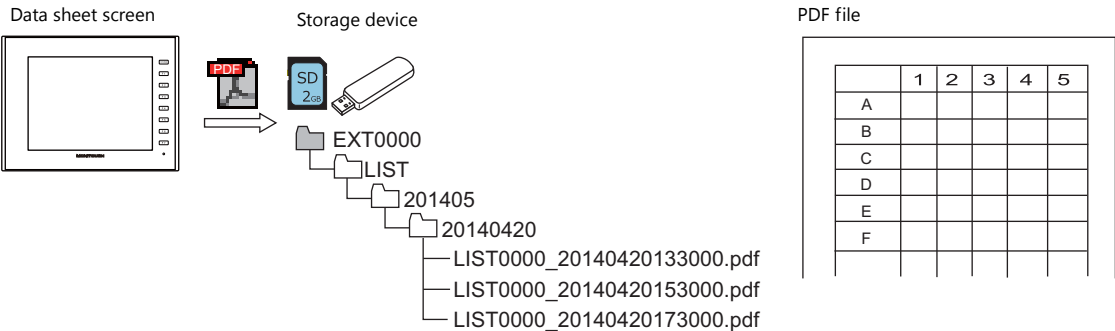 Data sheet screen
Storage device
PDF file
PDF
SD
2GB
EXT0000
LIST
201405
20140420
LIST0000_20140420133000.pdf
LIST0000_20140420153000.pdf
LIST0000_20140420173000.pdf
1 2 3 4 5
A
B
C
D
E
F